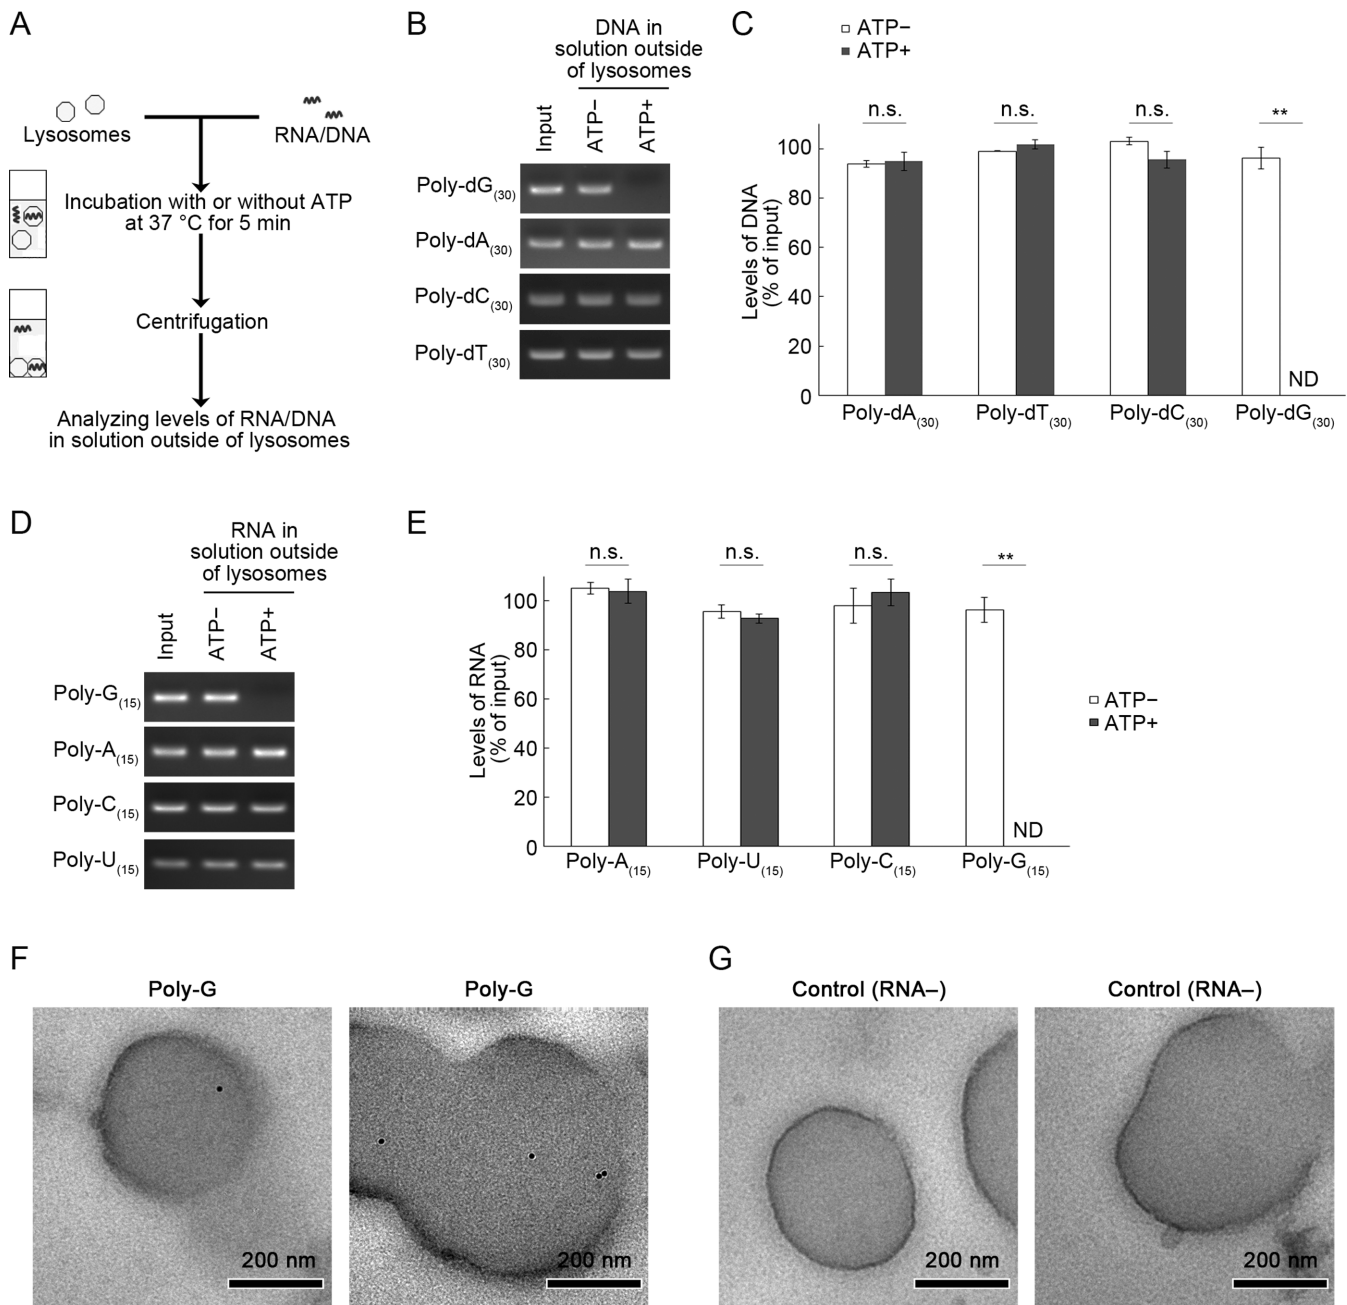 A
Lysosomes
RNA/DNA
Incubation with or without ATP
at 37 °C for 5 min
Centrifugation
Analyzing levels of RNA/DNA
in solution outside of lysosomes
B
DNA in
solution outside
of lysosomes
Input
ATP−
ATP+
Poly-dG(30)
Poly-dA(30)
Poly-dC(30)
Poly-dT(30)
C
ATP−
ATP+
n.s.
n.s.
n.s.
**
Levels of DNA
(% of input)
100
80
60
40
20
0
ND
Poly-dA(30)
Poly-dT(30)
Poly-dC(30)
Poly-dG(30)
D
RNA in
solution outside
of lysosomes
Input
ATP−
ATP+
Poly-G(15)
Poly-A(15)
Poly-C(15)
Poly-U(15)
E
n.s.
n.s.
n.s.
**
Levels of RNA
(% of input)
100
80
60
40
20
0
ND
Poly-A(15)
Poly-U(15)
Poly-C(15)
Poly-G(15)
ATP−
ATP+
F
Poly-G
Poly-G
200 nm
200 nm
G
Control (RNA–)
Control (RNA–)
200 nm
200 nm